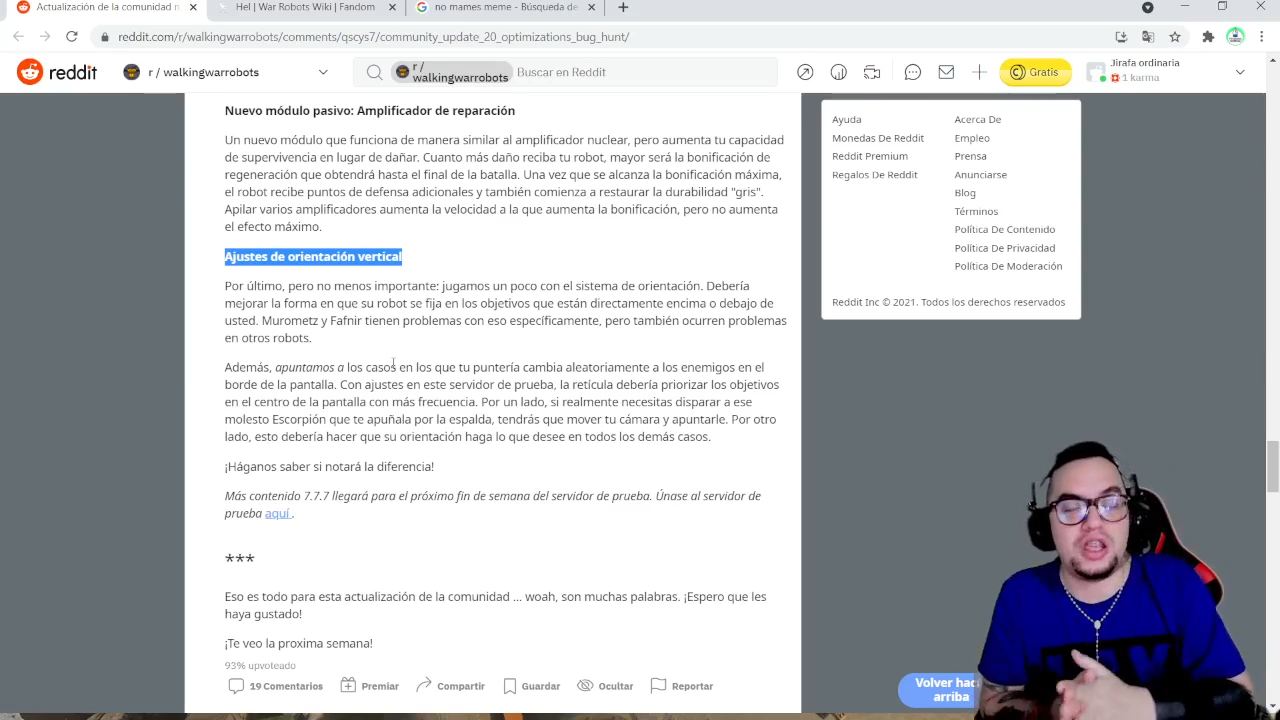 Actualización de la comunidad n
Hel | War Robots Wiki | Fandom
no mames meme - Búsqueda de
reddit.com/r/walkingwarrobots/comments/qscys7/community_update_20_optimizations_bug_hunt/
reddit
r / walkingwarrobots
r /
walkingwarrobots
Buscar en Reddit
Gratis
Jirafa ordinaria
1 karma
Nuevo módulo pasivo: Amplificador de reparación
Un nuevo módulo que funciona de manera similar al amplificador nuclear, pero aumenta tu capacidad
de supervivencia en lugar de dañar. Cuanto más daño reciba tu robot, mayor será la bonificación de
regeneración que obtendrá hasta el final de la batalla. Una vez que se alcanza la bonificación máxima,
el robot recibe puntos de defensa adicionales y también comienza a restaurar la durabilidad "gris".
Apilar varios amplificadores aumenta la velocidad a la que aumenta la bonificación, pero no aumenta
el efecto máximo.
Ajustes de orientación vertical
Por último, pero no menos importante: jugamos un poco con el sistema de orientación. Debería
mejorar la forma en que su robot se fija en los objetivos que están directamente encima o debajo de
usted. Murometz y Fafnir tienen problemas con eso específicamente, pero también ocurren problemas
en otros robots.
Además, apuntamos a los casos en los que tu puntería cambia aleatoriamente a los enemigos en el
borde de la pantalla. Con ajustes en este servidor de prueba, la retícula debería priorizar los objetivos
en el centro de la pantalla con más frecuencia. Por un lado, si realmente necesitas disparar a ese
molesto Escorpión que te apuñala por la espalda, tendrás que mover tu cámara y apuntarle. Por otro
lado, esto debería hacer que su orientación haga lo que desee en todos los demás casos.
¡Háganos saber si notará la diferencia!
Más contenido 7.7.7 llegará para el próximo fin de semana del servidor de prueba. Únase al servidor de
prueba aquí .
***
Eso es todo para esta actualización de la comunidad ... woah, son muchas palabras. ¡Espero que les
haya gustado!
¡Te veo la proxima semana!
93% upvoteado
19 Comentarios
Premiar
Compartir
Guardar
Ocultar
Reportar
Ayuda
Acerca De
Monedas De Reddit
Empleo
Reddit Premium
Prensa
Regalos De Reddit
Anunciarse
Blog
Términos
Política De Contenido
Política De Privacidad
Política De Moderación
Reddit Inc © 2021. Todos los derechos reservados
Volver hac
arriba